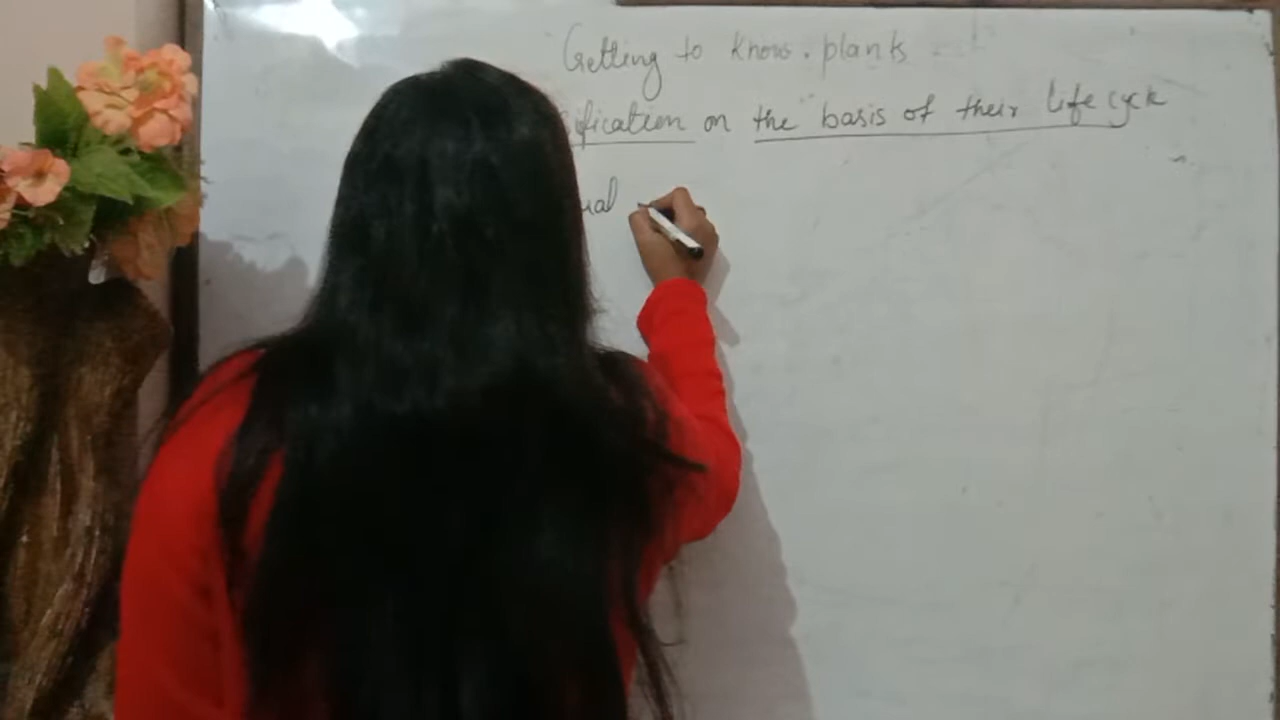 Getting to know . plants
ification on the basis of their life cycle
ual